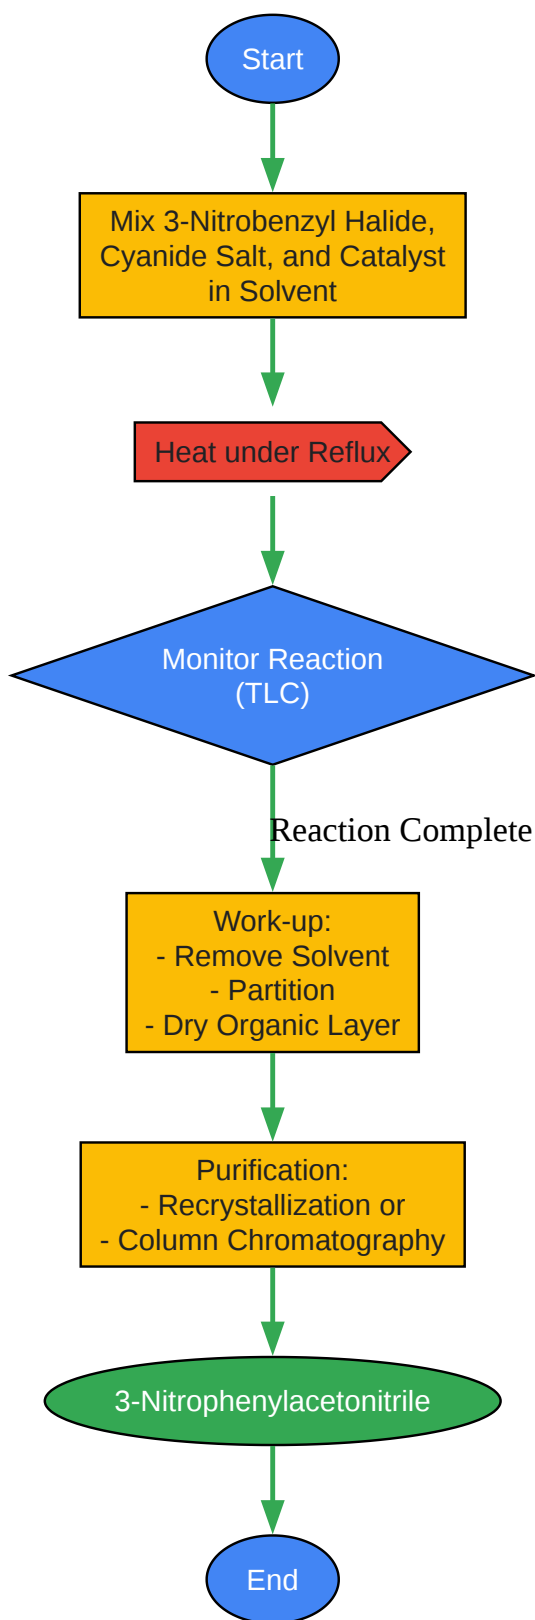 Start
Mix 3-Nitrobenzyl Halide,
Cyanide Salt, and Catalyst
in Solvent
Heat under Reflux
Monitor Reaction
(TLC)
Reaction Complete
Work-up:
- Remove Solvent
- Partition
- Dry Organic Layer
Purification:
- Recrystallization or
- Column Chromatography
3-Nitrophenylacetonitrile
End